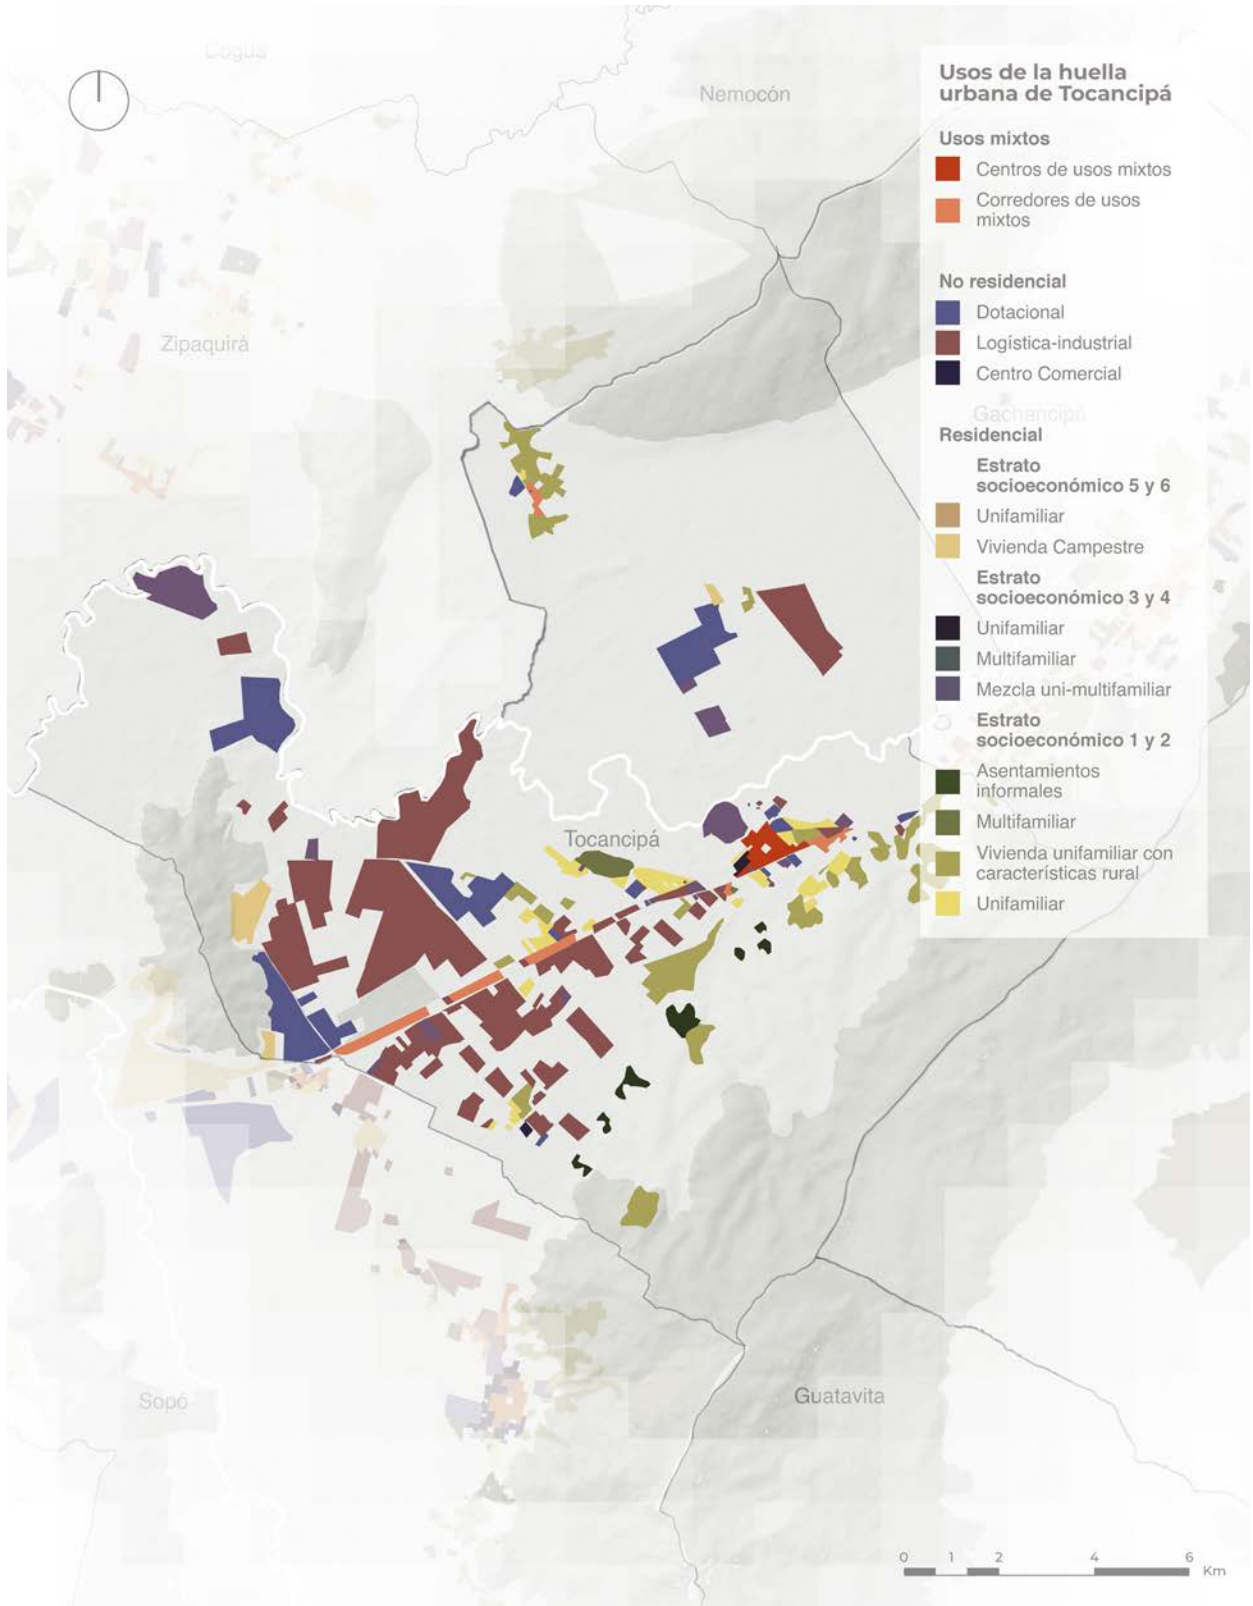 Cogua
Nemocón
Zipaquirá
Gachancipá
Tocancipá
Sopó
Guatavita
Usos de la huella
urbana de Tocancipá
Usos mixtos
Centros de usos mixtos
Corredores de usos
mixtos
No residencial
Dotacional
Logística-industrial
Centro Comercial
Residencial
Estrato
socioeconómico 5 y 6
Unifamiliar
Vivienda Campestre
Estrato
socioeconómico 3 y 4
Unifamiliar
Multifamiliar
Mezcla uni-multifamiliar
Estrato
socioeconómico 1 y 2
Asentamientos
informales
Multifamiliar
Vivienda unifamiliar con
características rural
Unifamiliar
0 1 2 4 6
Km